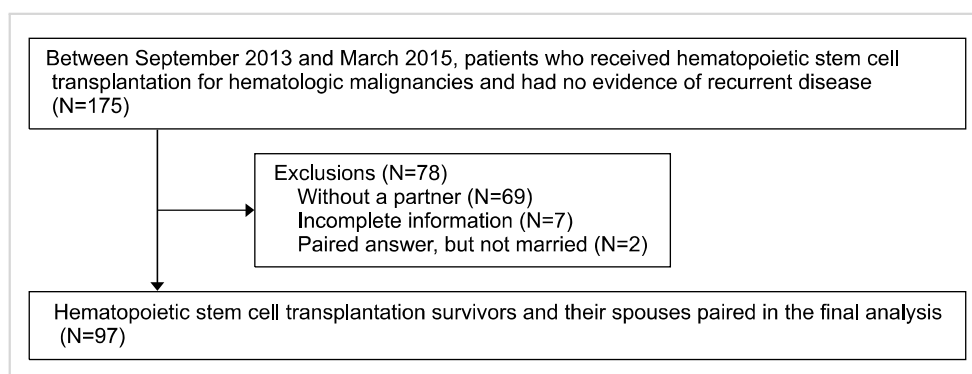 Between September 2013 and March 2015, patients who received hematopoietic stem cell
transplantation for hematologic malignancies and had no evidence of recurrent disease
(N=175)
Exclusions (N=78)
Without a partner (N=69)
Incomplete information (N=7)
Paired answer, but not married (N=2)
Hematopoietic stem cell transplantation survivors and their spouses paired in the final analysis
(N=97)